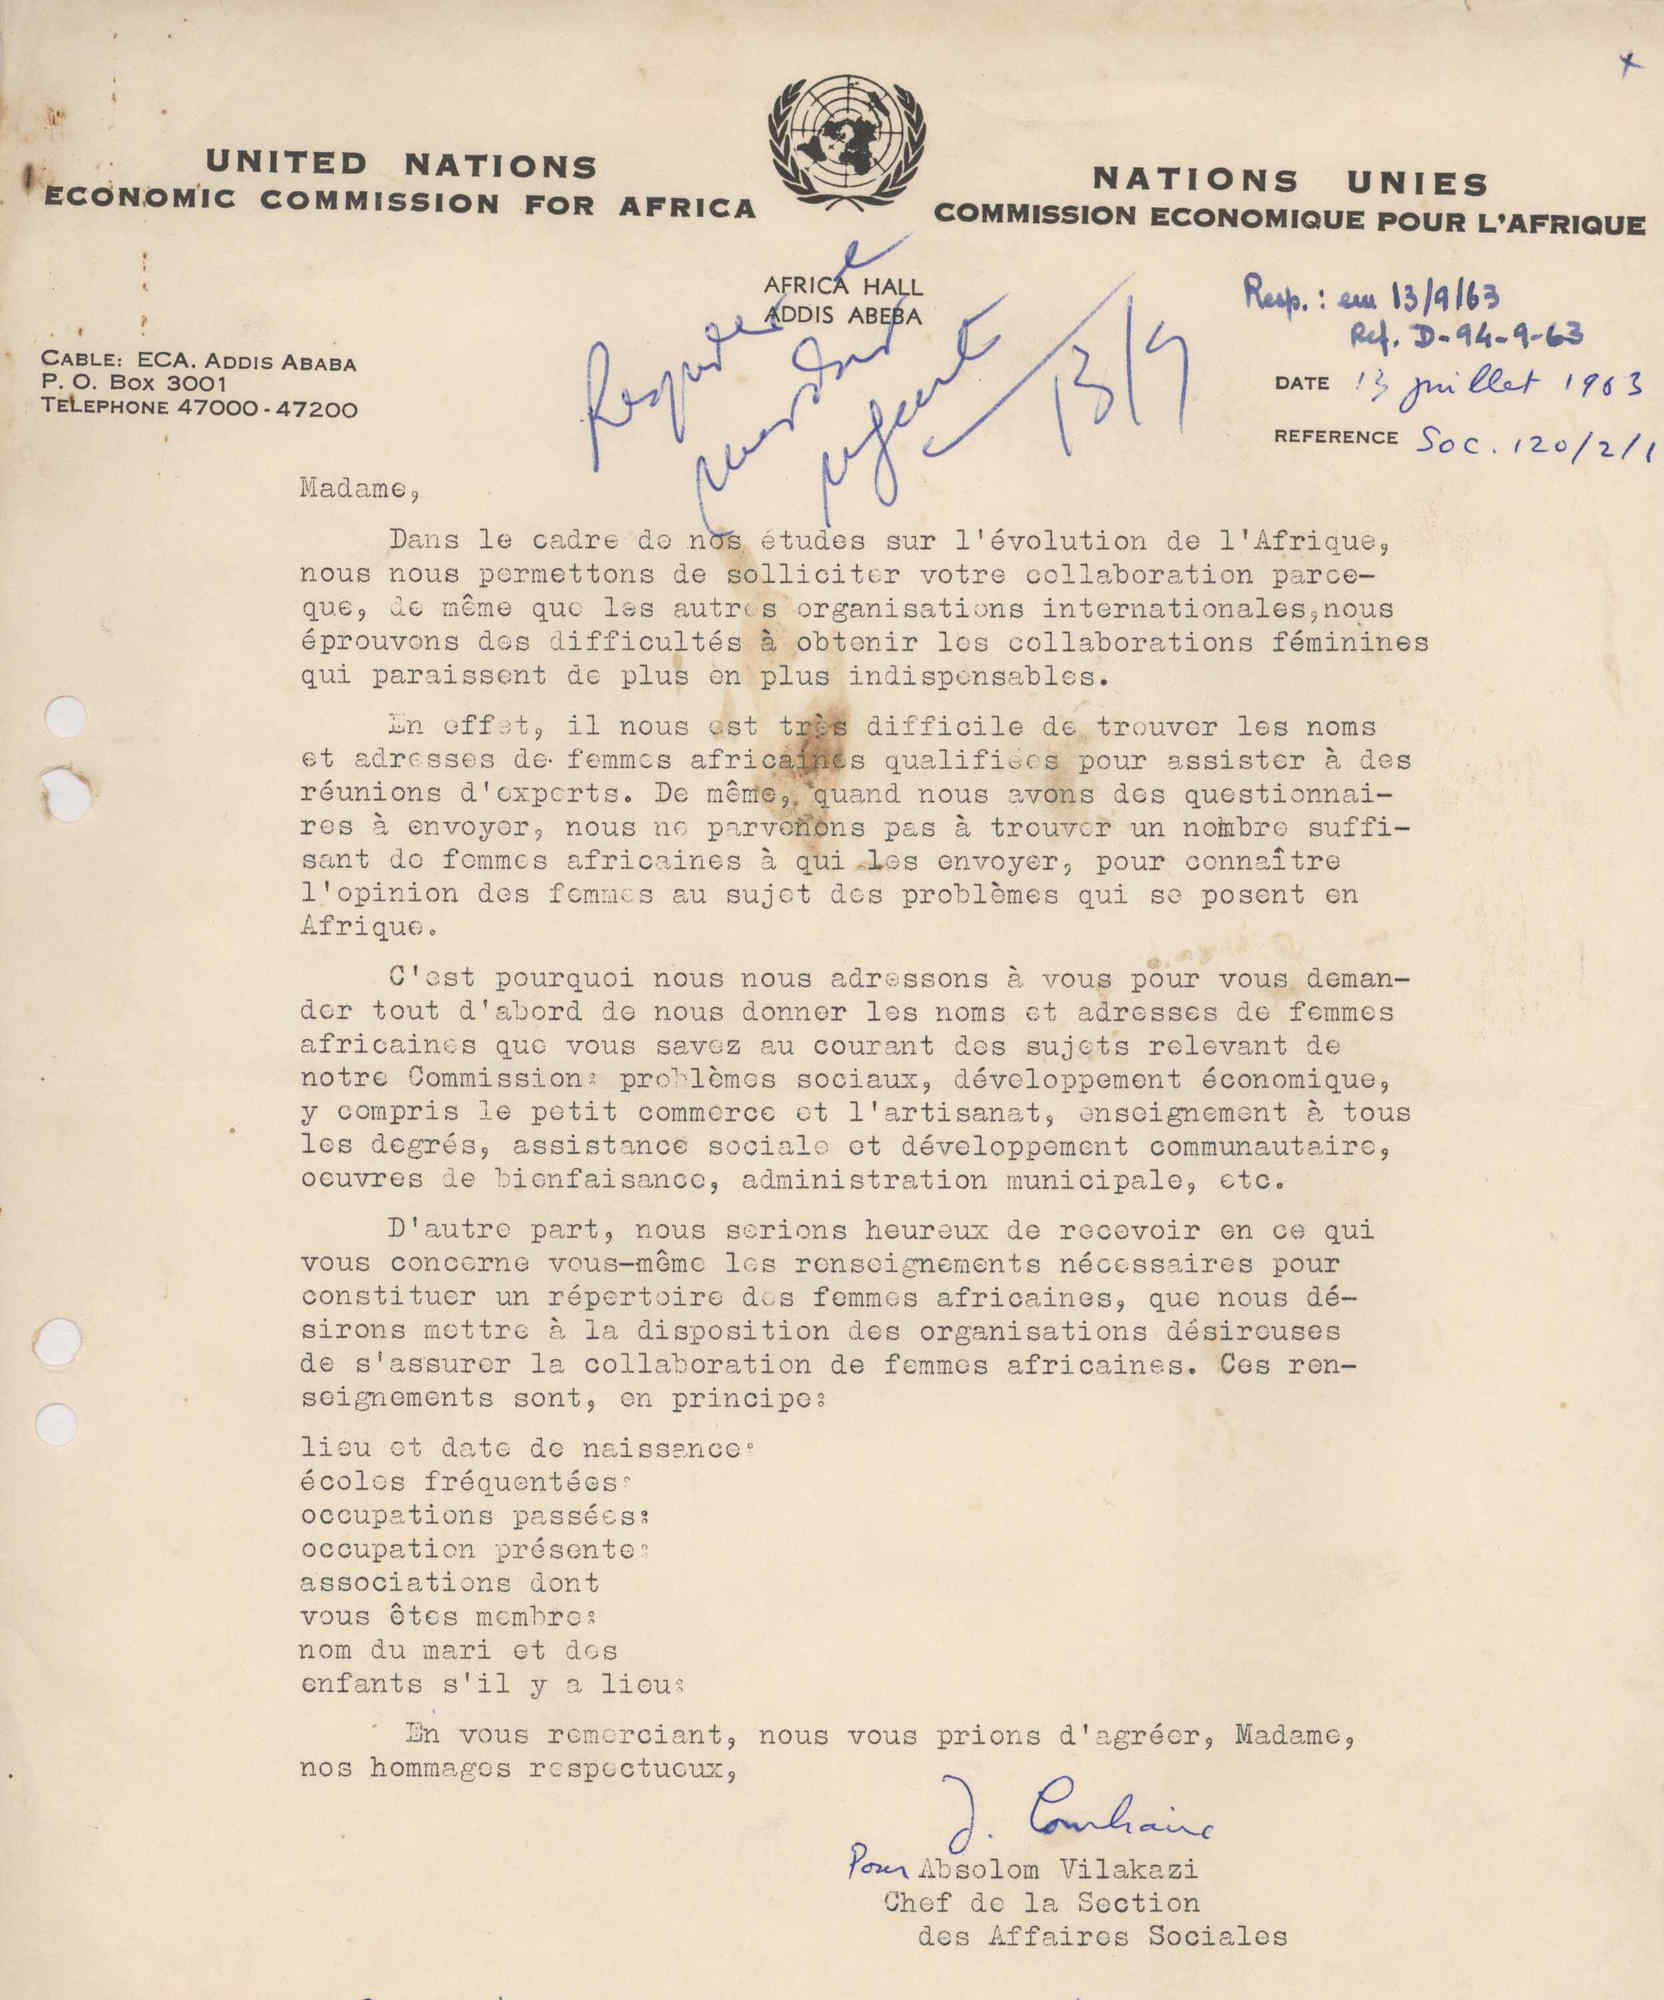 UNITED NATIONS
ECONOMIC COMMISSION FOR AFRICA
NATIONS UNIES
COMMISSION ECONOMIQUE POUR L'AFRIQUE
AFRICA HALL
ADDIS ABEBA
CABLE: ECA. ADDIS ABABA
P. O. BOX 3001
TELEPHONE 47000-47200
Resp.: em 13/9/63
Ref. D-94-9-63
DATE 13 juillet 1963
REFERENCE Soc. 120/2/1
urgente
13/9
Madame,
Dans le cadre de nos études sur l'évolution de l'Afrique,
nous nous permettons de solliciter votre collaboration parce-
que, de même que les autres organisations internationales,nous
éprouvons des difficultés à obtenir les collaborations féminines
qui paraissent de plus en plus indispensables.
En effet, il nous est très difficile de trouver les noms
et adresses de femmes africaines qualifiées pour assister à des
réunions d'experts. De même, quand nous avons des questionnai-
res à envoyer, nous ne parvenons pas à trouver un nombre suffi-
sant de femmes africaines à qui les envoyer, pour connaître
l'opinion des femmes au sujet des problèmes qui se posent en
Afrique.
C'est pourquoi nous nous adressons à vous pour vous deman-
der tout d'abord de nous donner les noms et adresses de femmes
africaines que vous savez au courant des sujets relevant de
notre Commission: problèmes sociaux, développement économique,
y compris le petit commerce et l'artisanat, enseignement à tous
les degrés, assistance sociale et développement communautaire,
oeuvres de bienfaisance, administration municipale, etc.
D'autre part, nous serions heureux de recevoir en ce qui
vous concerne vous-même les renseignements nécessaires pour
constituer un répertoire des femmes africaines, que nous dé-
sirons mettre à la disposition des organisations désireuses
de s'assurer la collaboration de femmes africaines. Ces ren-
seignements sont, en principe:
lieu et date de naissance:
écoles fréquentées:
occupations passées:
occupation présente:
associations dont
vous êtes membre:
nom du mari et des
enfants s'il y a lieu:
En vous remerciant, nous vous prions d'agréer, Madame,
nos hommages respectueux,
J. Comhaire
Pour Absolom Vilakazi
Chef de la Section
des Affaires Sociales